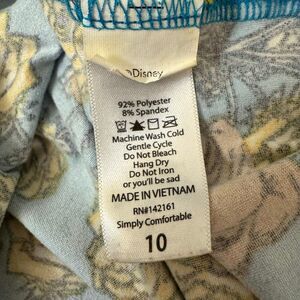 ©Disney
92% Polyester
8% Spandex
Machine Wash Cold
Gentle Cycle
Do Not Bleach
Hang Dry
Do Not Iron
or you'll be sad
MADE IN VIETNAM
RN#142161
Simply Comfortable
10